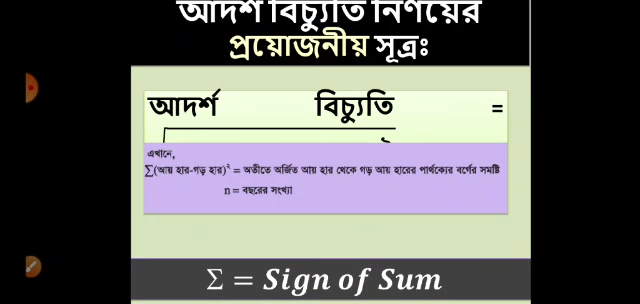 আদর্শ বিচ্যুতি নির্ণয়ের
প্রয়োজনীয় সূত্রঃ
আদর্শ বিচ্যুতি =
এখানে,
∑(আয় হার-গড় হার)² = অতীতে অর্জিত আয় হার থেকে গড় আয় হারের পার্থক্যের বর্গের সমষ্টি
n = বছরের সংখ্যা
Σ = Sign of Sum